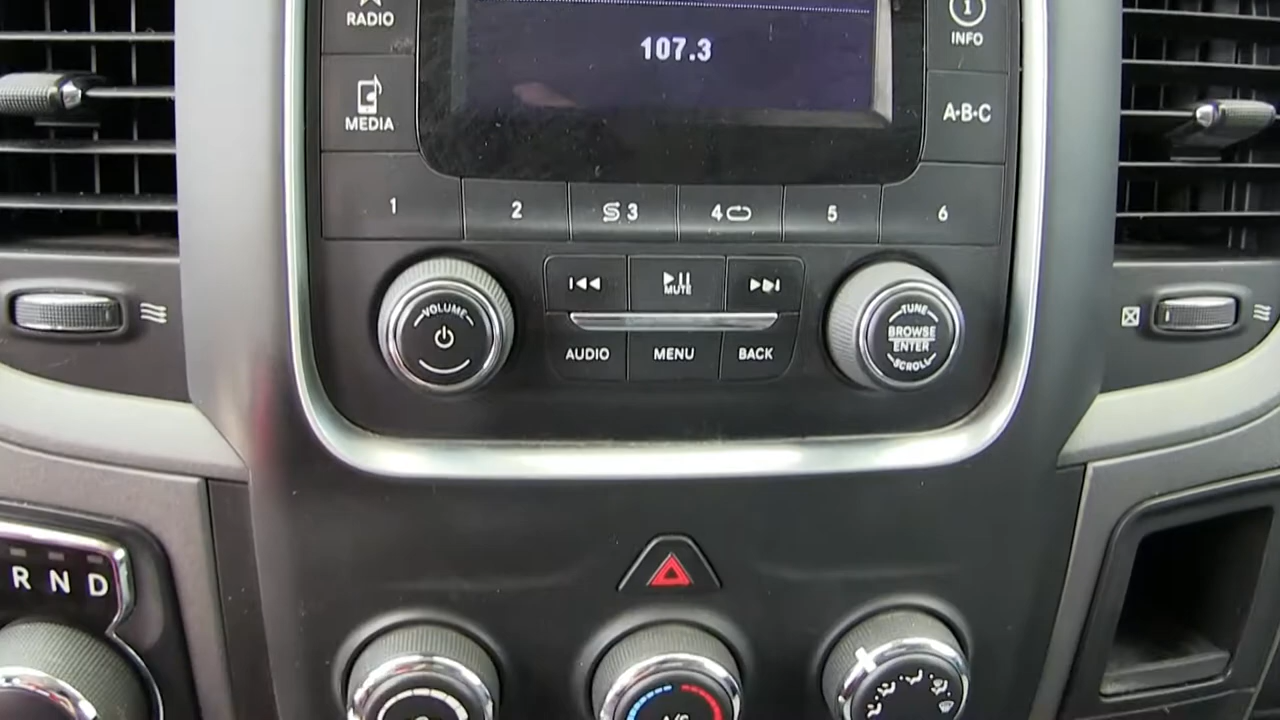 RADIO
107.3
INFO
MEDIA
A·B·C
1
2
3
4
5
6
VOLUME
MUTE
AUDIO
MENU
BACK
TUNE
BROWSE
ENTER
SCROLL
R N D
A/C